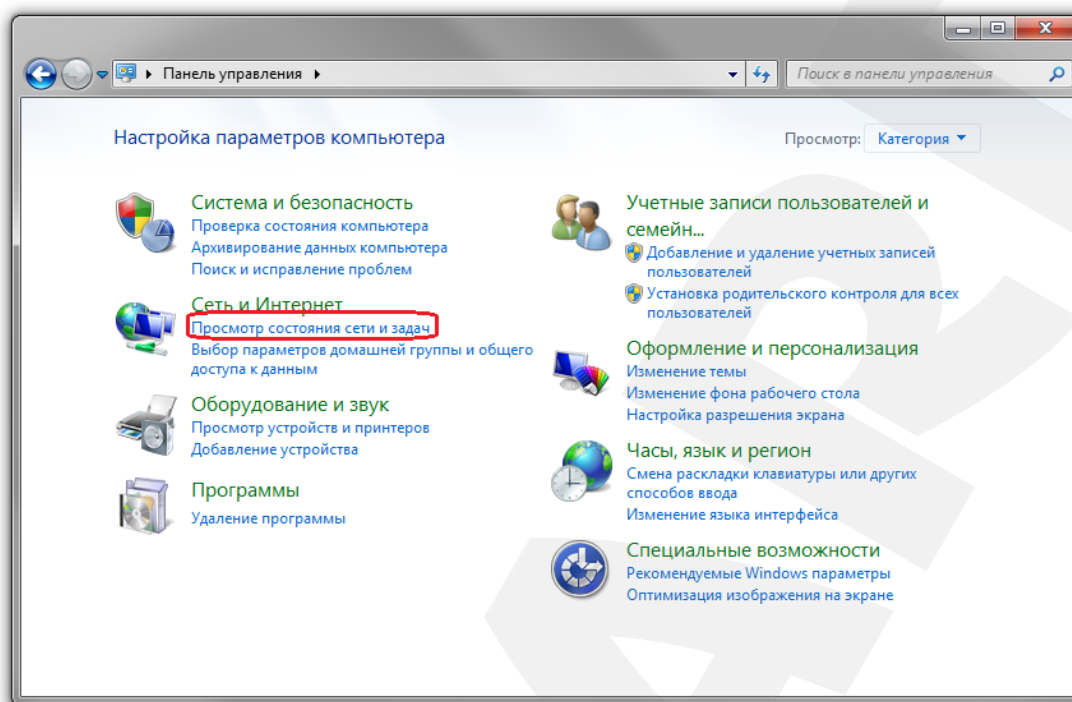 Панель управления
Поиск в панели управления
Настройка параметров компьютера
Просмотр: Категория
Система и безопасность
Проверка состояния компьютера
Архивирование данных компьютера
Поиск и исправление проблем
Сеть и Интернет
Просмотр состояния сети и задач
Выбор параметров домашней группы и общего
доступа к данным
Оборудование и звук
Просмотр устройств и принтеров
Добавление устройства
Программы
Удаление программы
Учетные записи пользователей и
семейн...
Добавление и удаление учетных записей
пользователей
Установка родительского контроля для всех
пользователей
Оформление и персонализация
Изменение темы
Изменение фона рабочего стола
Настройка разрешения экрана
Часы, язык и регион
Смена раскладки клавиатуры или других
способов ввода
Изменение языка интерфейса
Специальные возможности
Рекомендуемые Windows параметры
Оптимизация изображения на экране